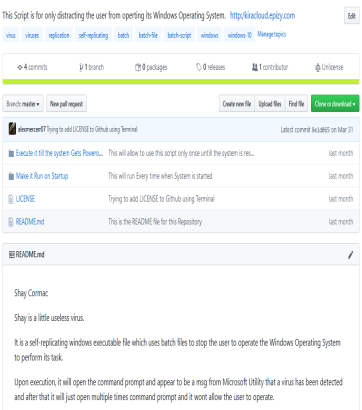 This Script is for only distracting the user from operting its Windows Operating System. http://kiracloud.epizy.com Edit
virus viruses replication self-replicating batch batch-file batch-script windows windows-10 Manage topics
4 commits 1 branch 0 packages 0 releases 1 contributor Unlicense
Branch: master New pull request Create new file Upload files Find file Clone or download
alexmercer07 Trying to add LICENSE to Github using Terminal Latest commit on Mar 31
Execute it till the system Gets Powero... This will allow to use this script only once untill the system is res... last month
Make it Run on Startup This will run Every time when System is started last month
LICENSE Trying to add LICENSE to Github using Terminal last month
README.md This is the README file for this Repository last month
README.md
Shay Cormac
Shay is a little useless virus.
It is a self-replicating windows executable file which uses batch files to stop the user to operate the Windows Operating System
to perform its task.
Upon execution, it will open the command prompt and appear to be a msg from Microsoft Utility that a virus has been detected
and after that it will just open multiple times command prompt and it wont allow the user to operate.